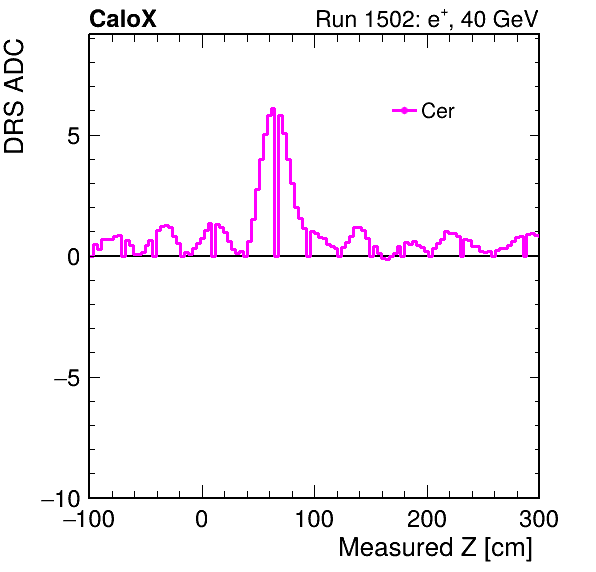 CaloX
Run 1502: e⁺, 40 GeV
DRS ADC
Cer
5
0
−5
−10
−100 0 100 200 300
Measured Z [cm]